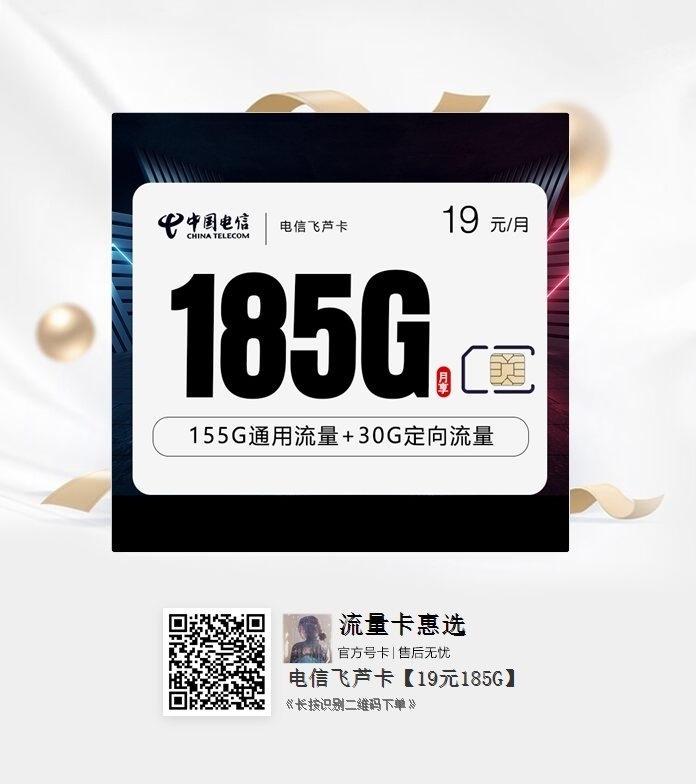 中国电信
CHINA TELECOM
电信飞芦卡
19 元/月
185G
月享
155G通用流量+30G定向流量
流量卡惠选
官方号卡|售后无忧
电信飞芦卡【19元185G】
《长按识别二维码下单》